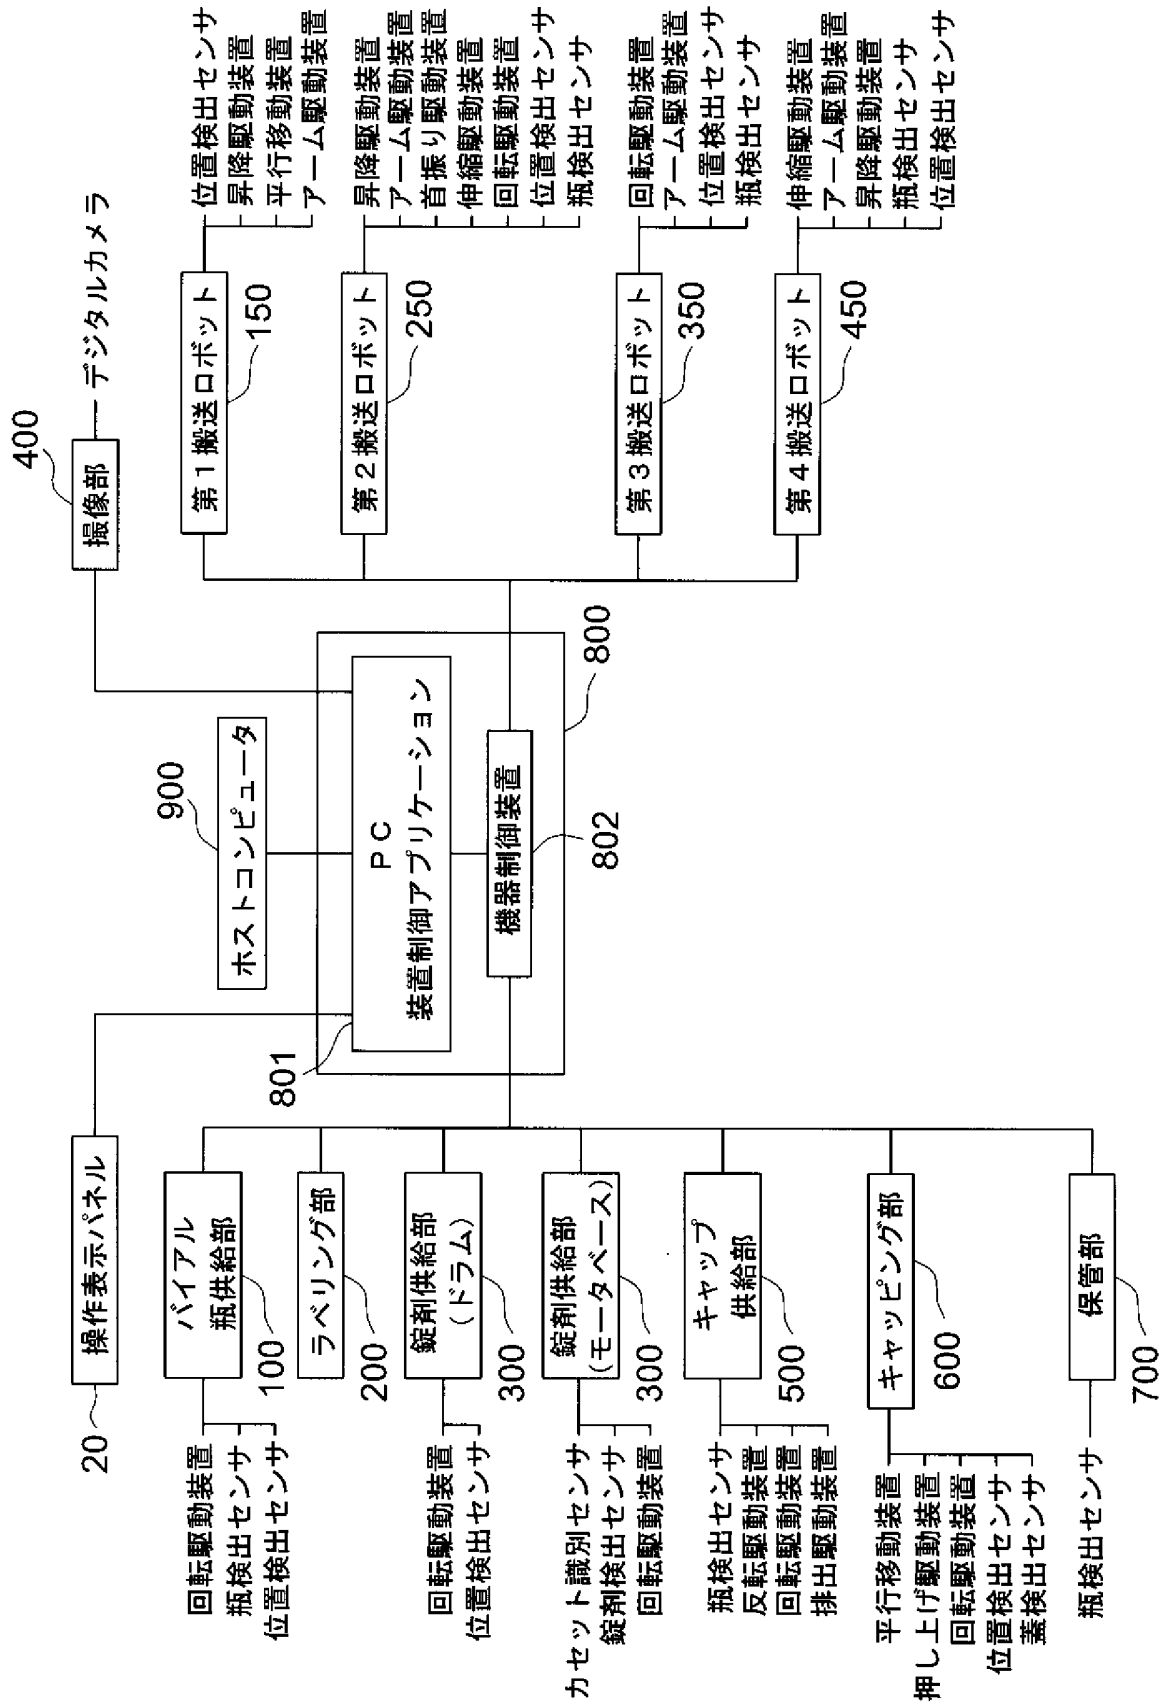 操作表示パネル
20
ホストコンピュータ
900
撮像部
デジタルカメラ
400
PC
装置制御アプリケーション
801
機器制御装置
802
800
回転駆動装置
瓶検出センサ
位置検出センサ
バイアル
瓶供給部
100
ラベリング部
200
回転駆動装置
位置検出センサ
錠剤供給部
(ドラム)
300
カセット識別センサ
錠剤検出センサ
回転駆動装置
錠剤供給部
(モータベース)
300
瓶検出センサ
反転駆動装置
回転駆動装置
排出駆動装置
キャップ
供給部
500
平行移動装置
押し上げ駆動装置
回転駆動装置
位置検出センサ
蓋検出センサ
キャッピング部
600
瓶検出センサ
保管部
700
第1搬送ロボット
150
位置検出センサ
昇降駆動装置
平行移動装置
アーム駆動装置
第2搬送ロボット
250
昇降駆動装置
アーム駆動装置
首振り駆動装置
伸縮駆動装置
回転駆動装置
位置検出センサ
瓶検出センサ
第3搬送ロボット
350
回転駆動装置
アーム駆動装置
位置検出センサ
瓶検出センサ
第4搬送ロボット
450
伸縮駆動装置
アーム駆動装置
昇降駆動装置
瓶検出センサ
位置検出センサ